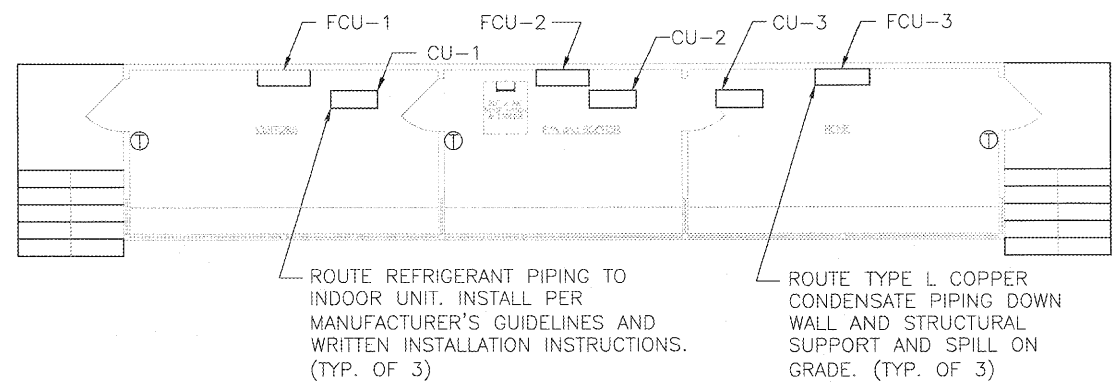 FCU-1
FCU-2
CU-3
FCU-3
CU-1
CU-2
T
T
T
ROUTE REFRIGERANT PIPING TO
INDOOR UNIT. INSTALL PER
MANUFACTURER'S GUIDELINES AND
WRITTEN INSTALLATION INSTRUCTIONS.
(TYP. OF 3)
ROUTE TYPE L COPPER
CONDENSATE PIPING DOWN
WALL AND STRUCTURAL
SUPPORT AND SPILL ON
GRADE. (TYP. OF 3)